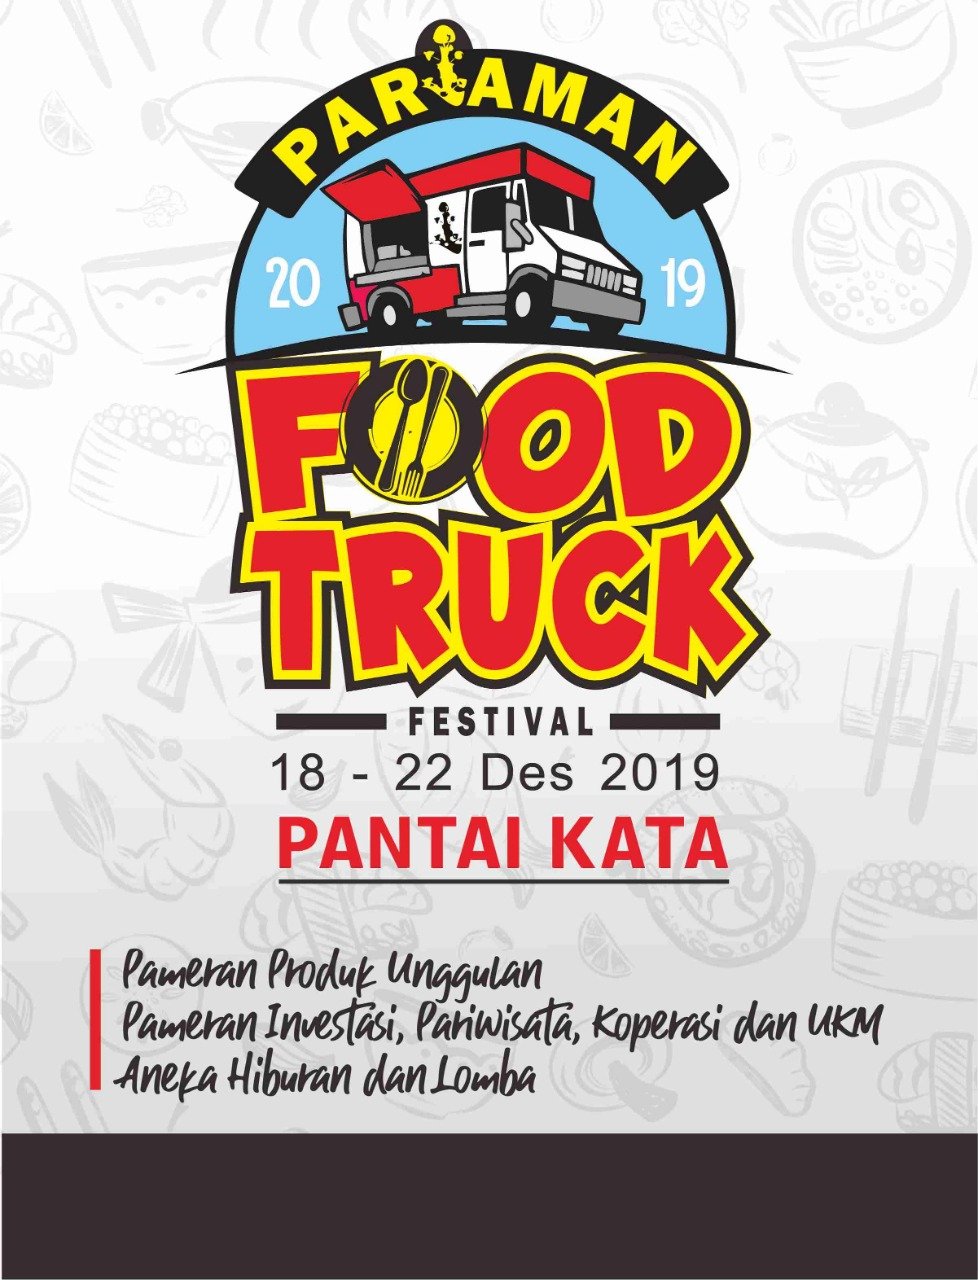 PARIAMAN
20 19
FOOD
TRUCK
FESTIVAL
18 - 22 Des 2019
PANTAI KATA
Pameran Produk Unggulan
Pameran Investasi, Pariwisata, Koperasi dan UKM
Aneka Hiburan dan Lomba